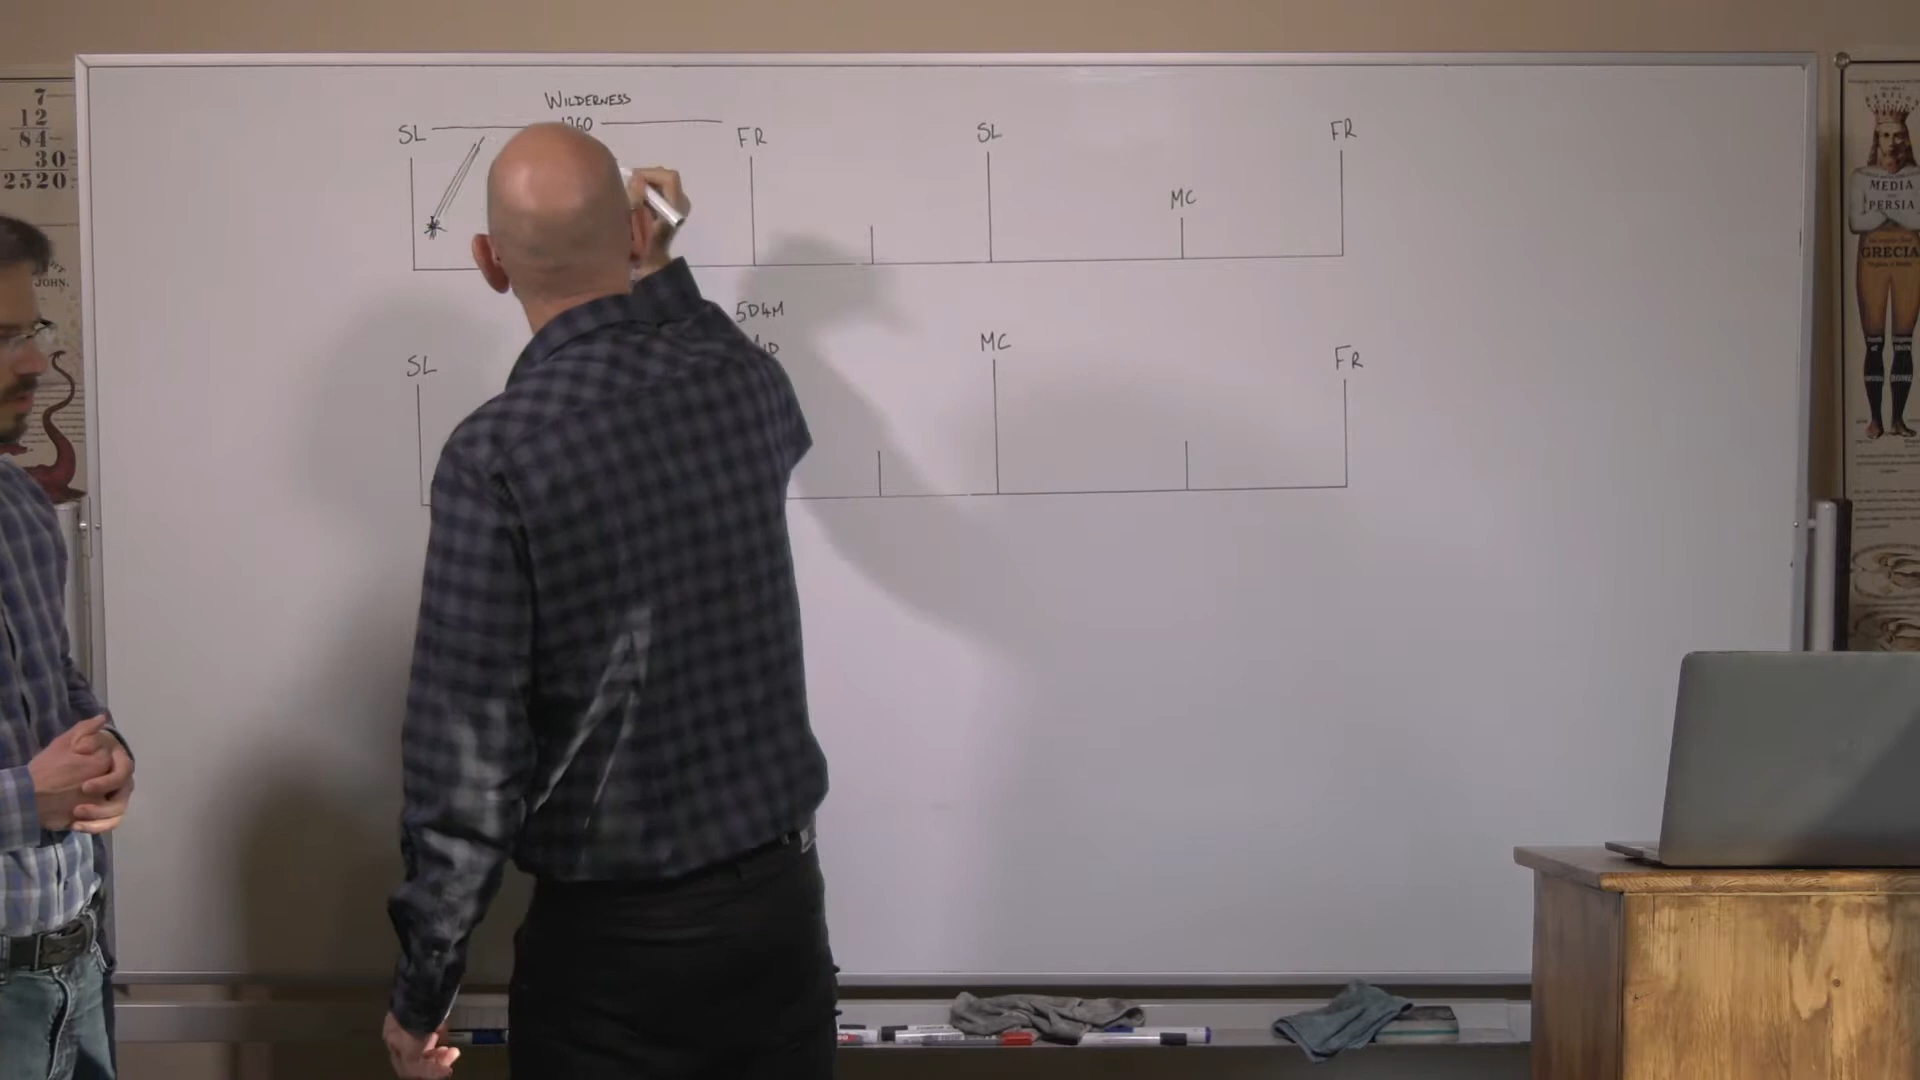 WILDERNESS
SL 1260 FR SL FR
MC
5D4M
SL MC FR
7
12
84
30
2520
JOHN.
MEDIA
PERSIA
GRECIA